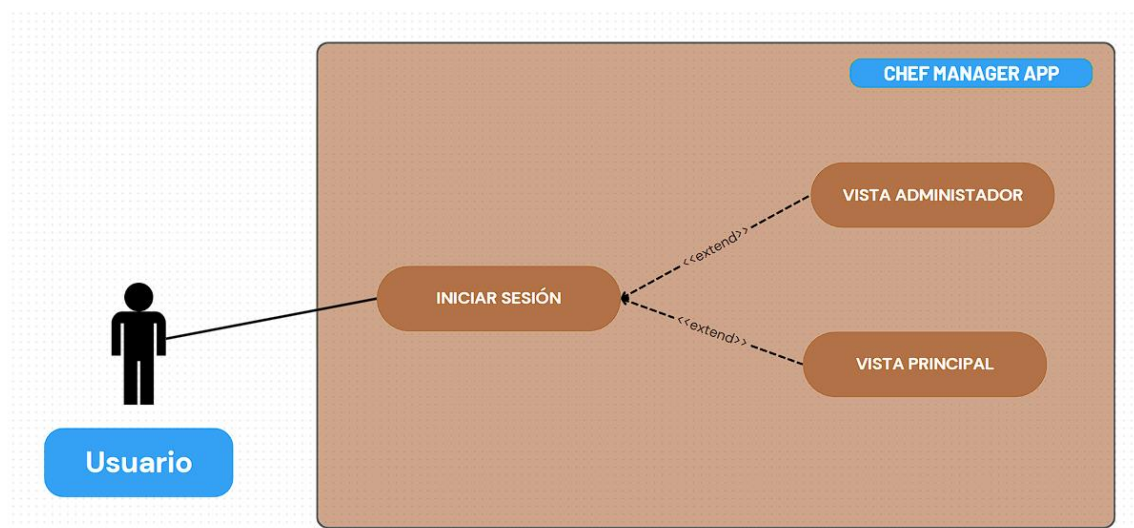 CHEF MANAGER APP
VISTA ADMINISTADOR
<<extend>>
INICIAR SESIÓN
<<extend>>
VISTA PRINCIPAL
Usuario